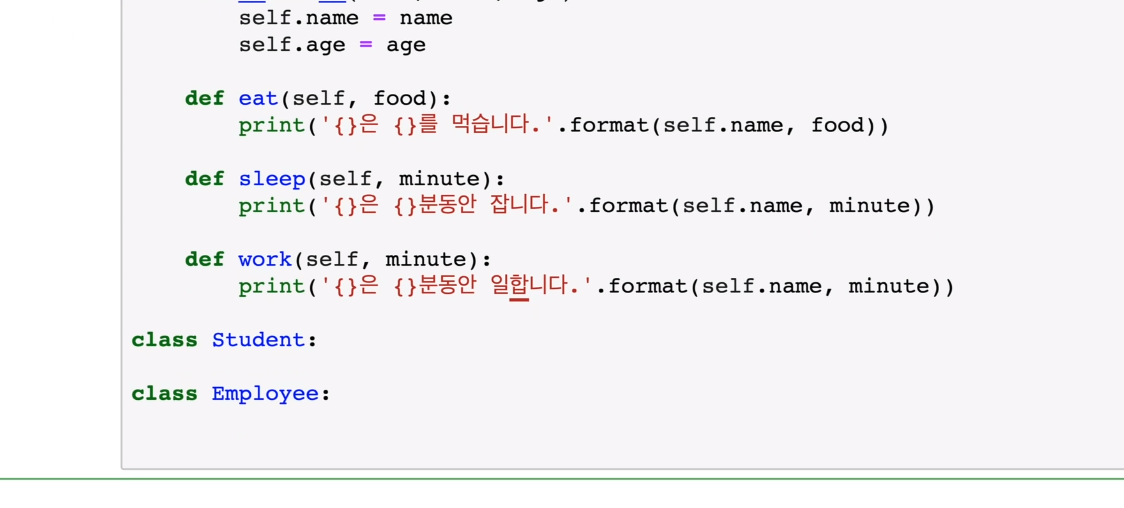 self.name = name
self.age = age
def eat(self, food):
print('{}은 {}를 먹습니다.'.format(self.name, food))
def sleep(self, minute):
print('{}은 {}분동안 잡니다.'.format(self.name, minute))
def work(self, minute):
print('{}은 {}분동안 일합니다.'.format(self.name, minute))
class Student:
class Employee: